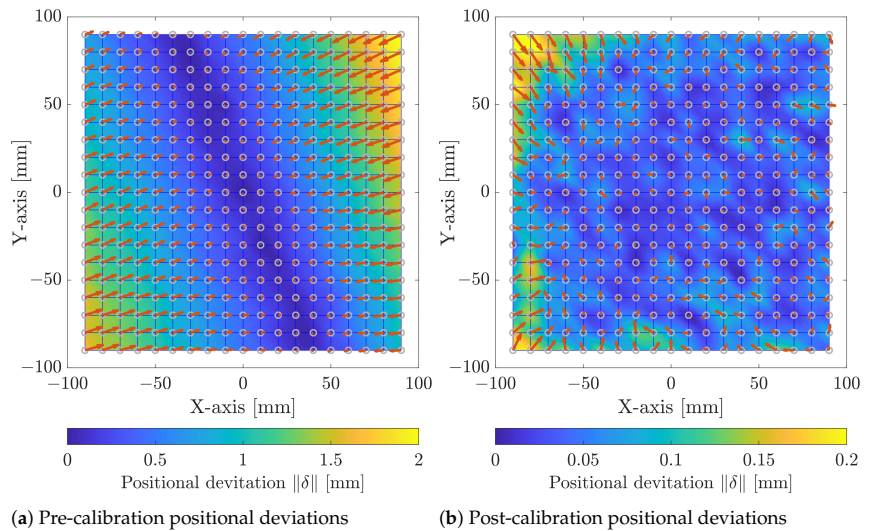 100
50
0
−50
−100
Y-axis [mm]
−100 −50 0 50 100
X-axis [mm]
0 0.5 1 1.5 2
Positional devitation ∥δ∥ [mm]
(a) Pre-calibration positional deviations
100
50
0
−50
−100
Y-axis [mm]
−100 −50 0 50 100
X-axis [mm]
0 0.05 0.1 0.15 0.2
Positional devitation ∥δ∥ [mm]
(b) Post-calibration positional deviations